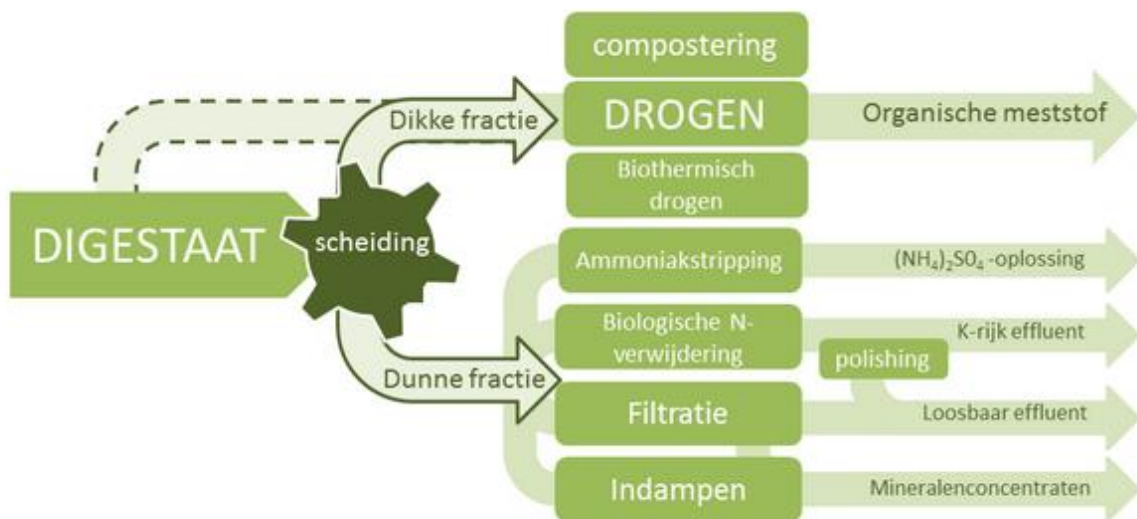 compostering
Dikke fractie
DROGEN
Organische meststof
Biothermisch
drogen
DIGESTAAT
scheiding
Ammoniakstripping
(NH₄)₂SO₄ -oplossing
Biologische N-
verwijdering
K-rijk effluent
polishing
Dunne fractie
Filtratie
Loosbaar effluent
Indampen
Mineralenconcentraten